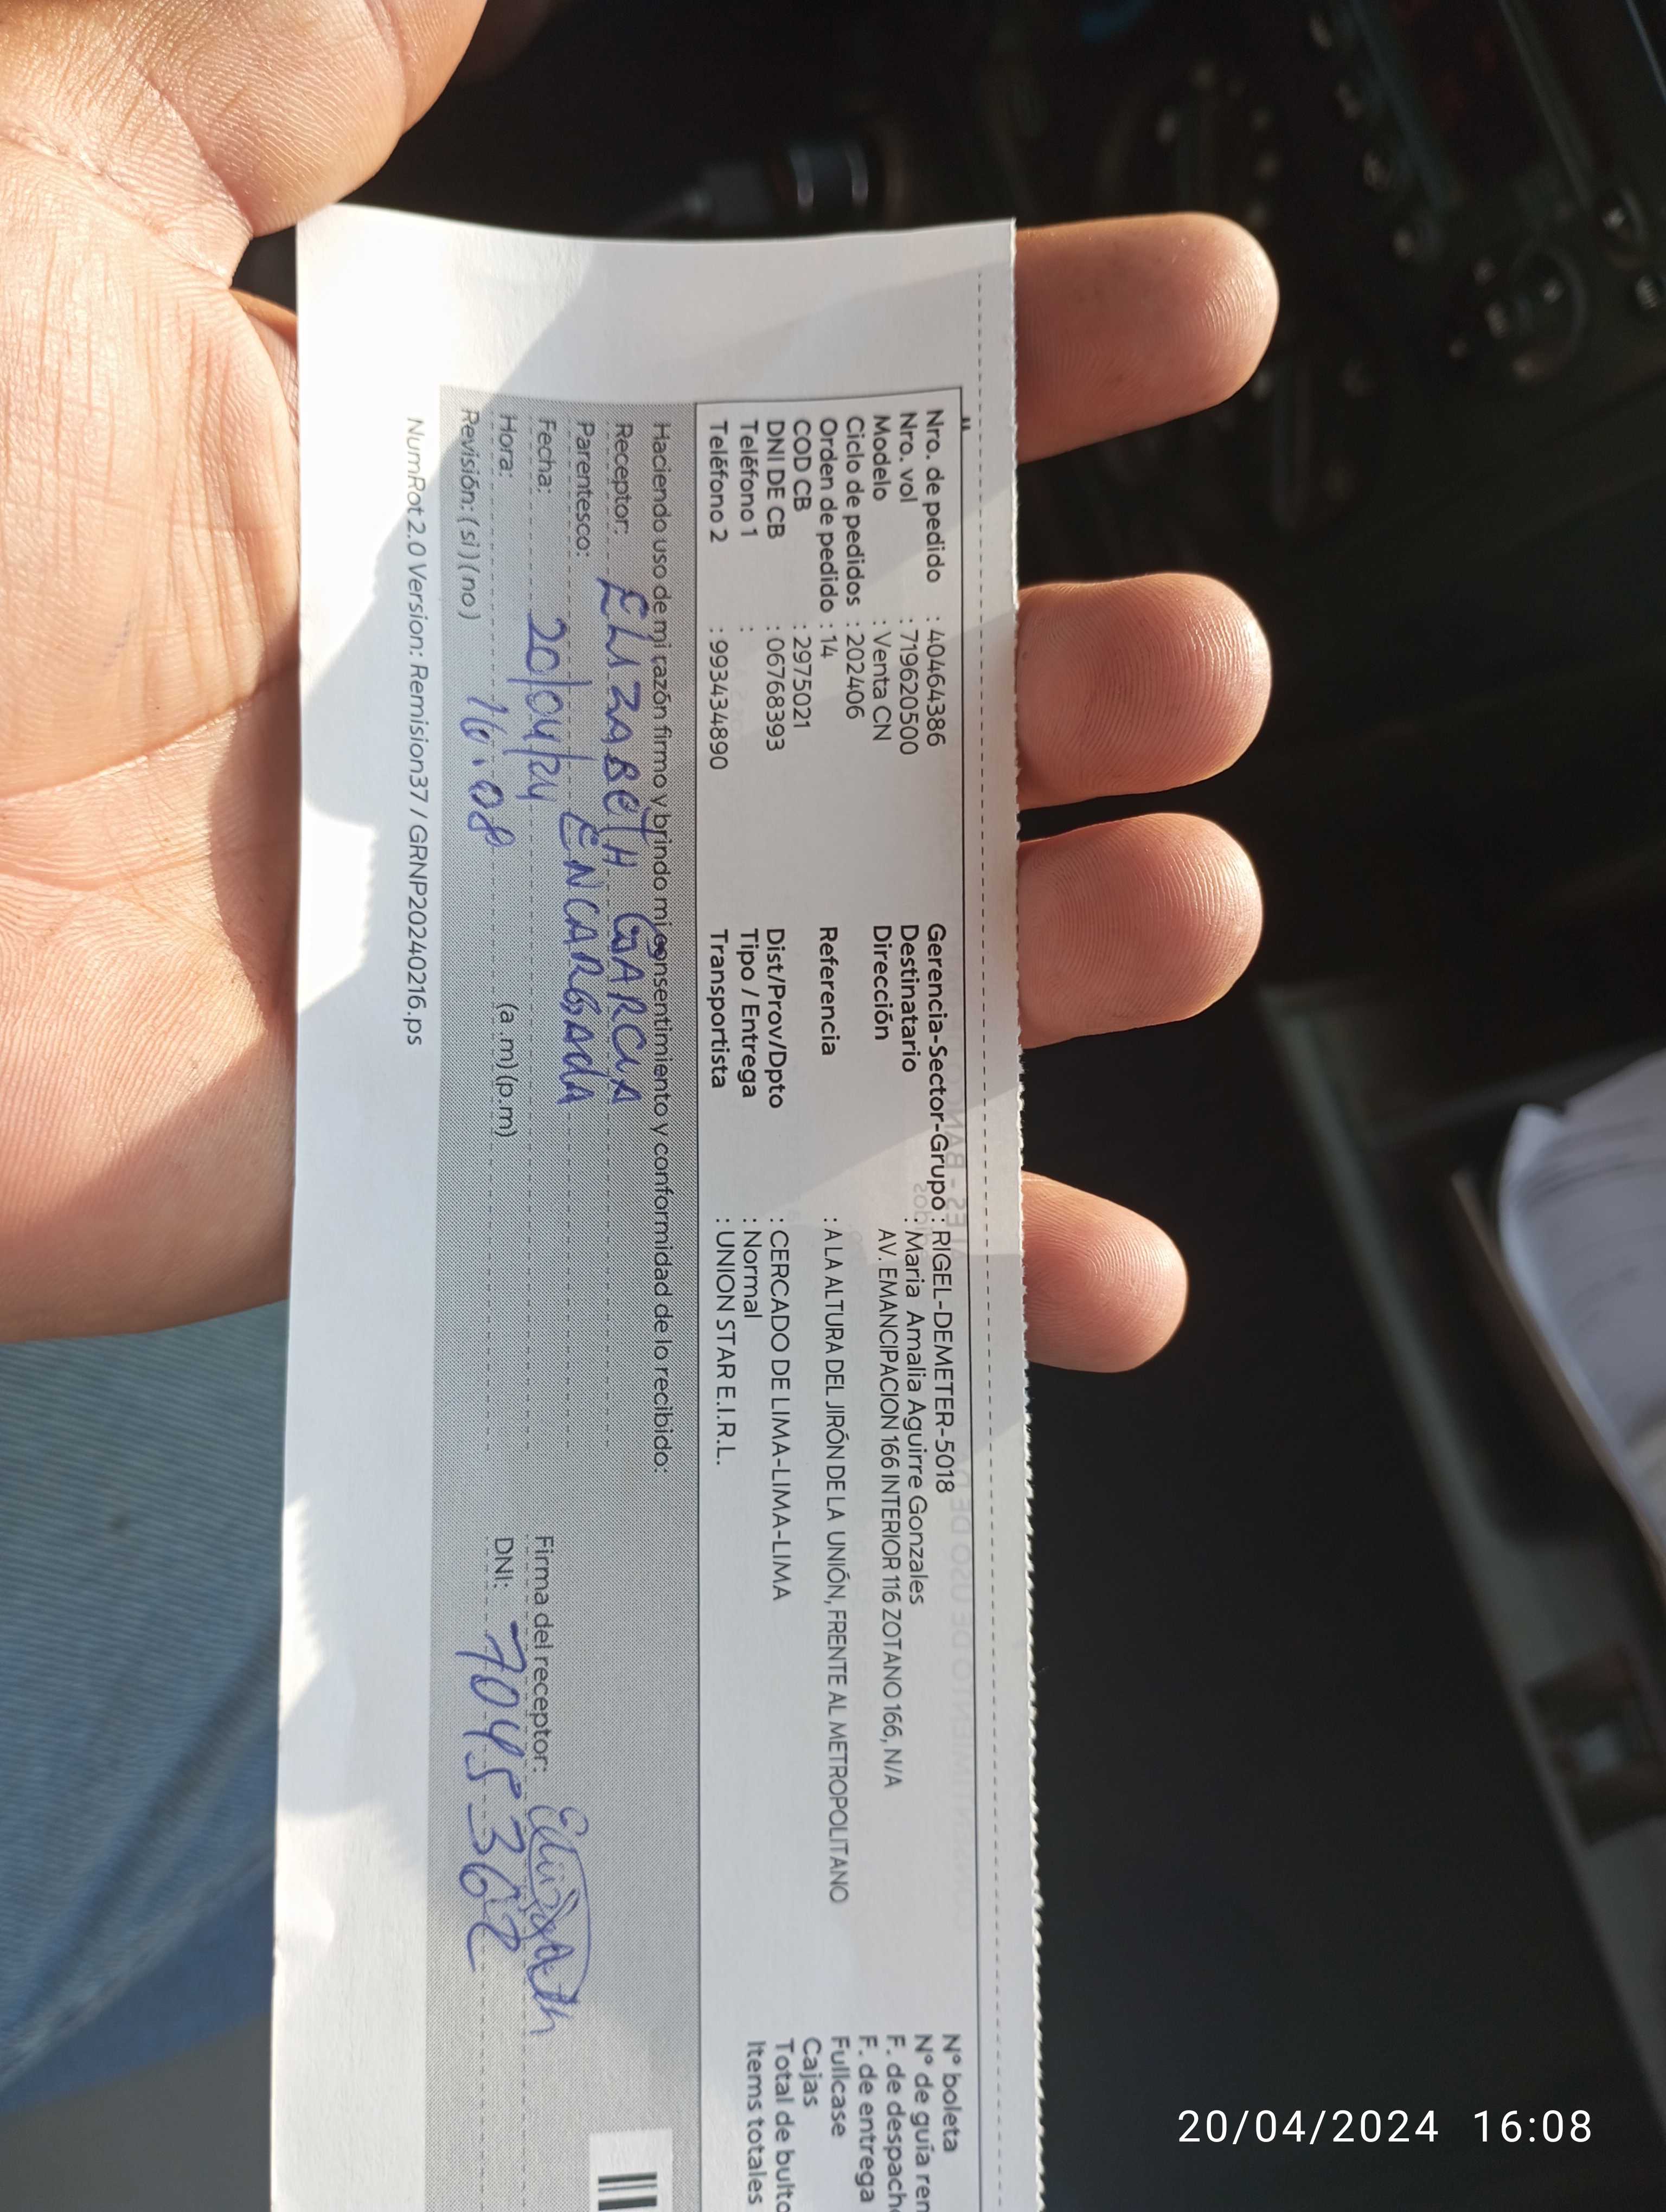 Nro. de pedido : 40464386
Nro. vol : 719620500
Modelo : Venta CN
Ciclo de pedidos : 202406
Orden de pedido : 14
COD CB : 2975021
DNI DE CB : 06768393
Teléfono 1 :
Teléfono 2 : 993434890
Gerencia-Sector-Grupo : RIGEL-DEMETER-5018
Destinatario : Maria Amalia Aguirre Gonzales
Dirección AV. EMANCIPACION 166 INTERIOR 116 ZOTANO 166, N/A
Referencia : A LA ALTURA DEL JIRÓN DE LA UNIÓN, FRENTE AL METROPOLITANO
Dist/Prov/Dpto : CERCADO DE LIMA-LIMA-LIMA
Tipo / Entrega : Normal
Transportista : UNION STAR E.I.R.L.
N° boleta
N° de guía rem
F. de despach
F. de entrega
Fullcase
Cajas
Total de bulto
Items totales
Haciendo uso de mi razón firmo y brindo mi consentimiento y conformidad de lo recibido:
Receptor: ELIZABETH GARCIA
Parentesco: ENCARGADA
Fecha: 20/04/24
Hora: 16.08 (a .m) (p.m)
Revisión: (si) (no)
Firma del receptor:
DNI: 70453662
NumRot 2.0 Version: Remision37 / GRNP20240216.ps
20/04/2024 16:08